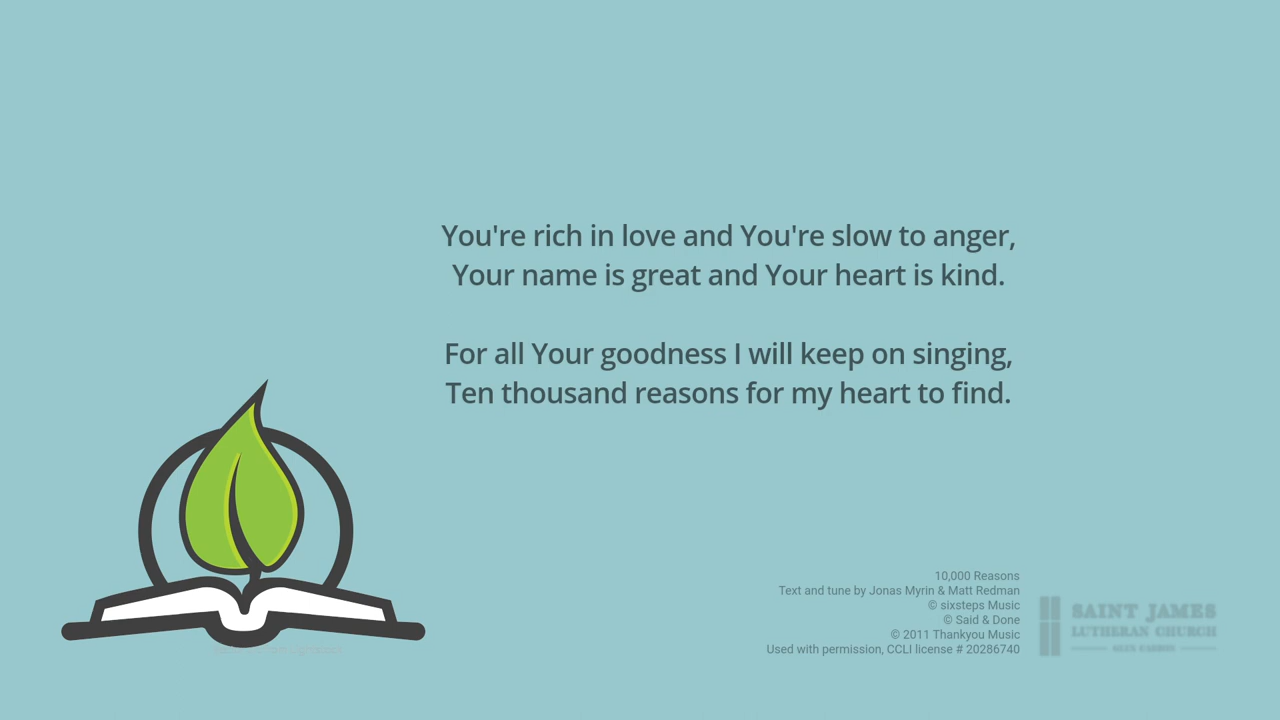 You're rich in love and You're slow to anger,
Your name is great and Your heart is kind.
For all Your goodness I will keep on singing,
Ten thousand reasons for my heart to find.
10,000 Reasons
Text and tune by Jonas Myrin & Matt Redman
© sixsteps Music
© Said & Done
© 2011 Thankyou Music
Used with permission, CCLI license # 20286740
SAINT JAMES
LUTHERAN CHURCH